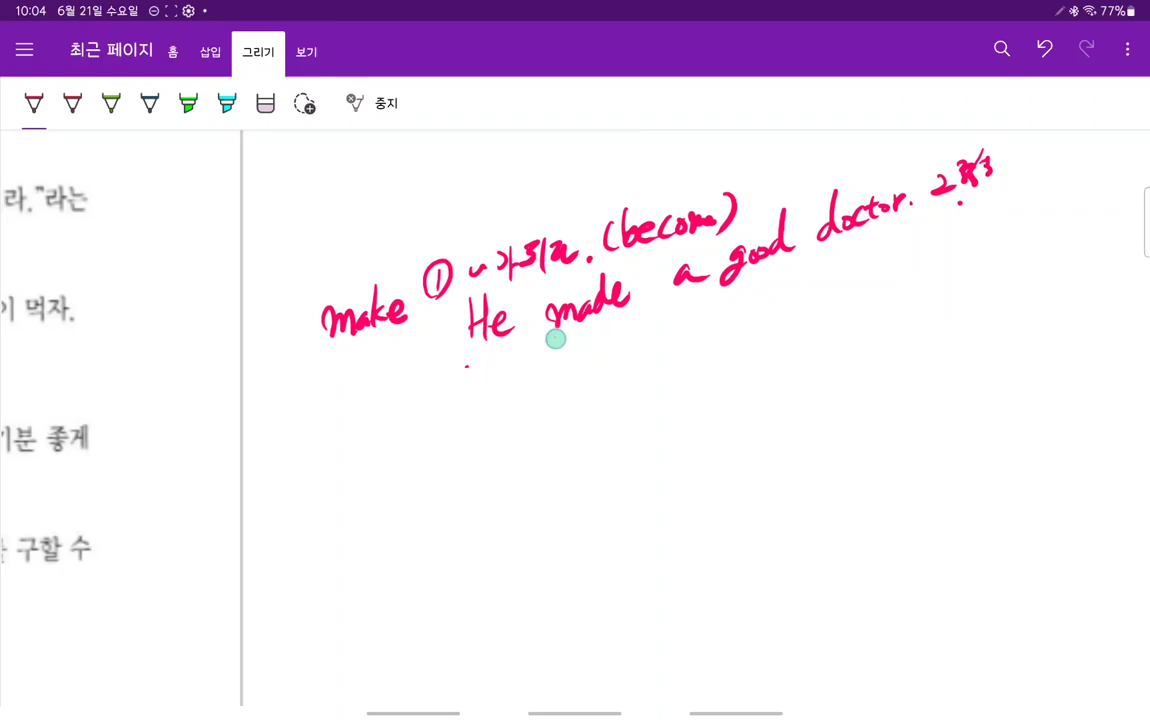 10:04 6월 21일 수요일 77%
최근 페이지 홈 삽입 그리기 보기
중지
라."라는
이 먹자.
기분 좋게
구할 수
make ① ~가 되다. (become)
He made a good doctor. 2형식